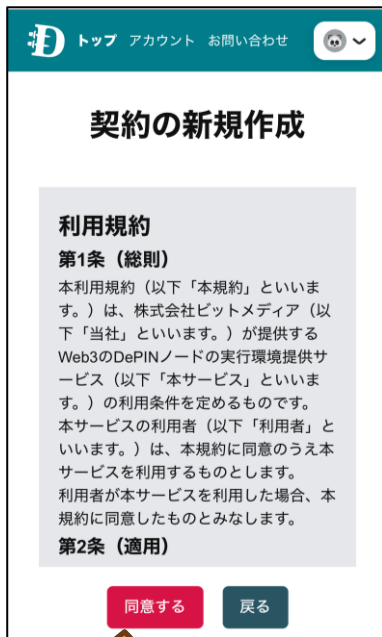 トップ アカウント お問い合わせ
契約の新規作成
利用規約
第1条（総則）
本利用規約（以下「本規約」といいま
す。）は、株式会社ビットメディア（以
下「当社」といいます。）が提供する
Web3のDePINノードの実行環境提供サ
ービス（以下「本サービス」といいま
す。）の利用条件を定めるものです。
本サービスの利用者（以下「利用者」と
いいます。）は、本規約に同意のうえ本
サービスを利用するものとします。
利用者が本サービスを利用した場合、本
規約に同意したものとみなします。
第2条（適用）
同意する 戻る